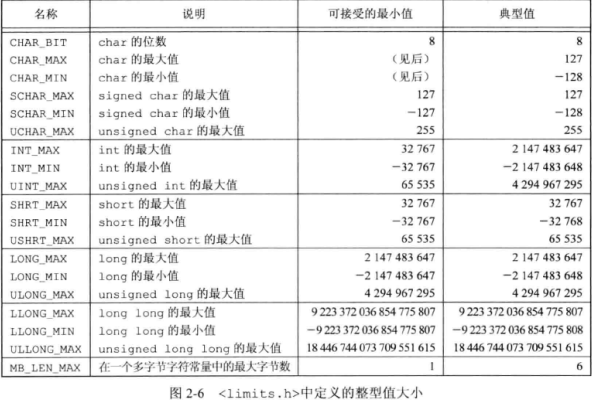 名称 说明 可接受的最小值 典型值
CHAR_BIT char 的位数 8 8
CHAR_MAX char 的最大值 （见后） 127
CHAR_MIN char 的最小值 （见后） －128
SCHAR_MAX signed char 的最大值 127 127
SCHAR_MIN signed char 的最小值 －127 －128
UCHAR_MAX unsigned char 的最大值 255 255
INT_MAX int 的最大值 32 767 2 147 483 647
INT_MIN int 的最小值 －32 767 －2 147 483 648
UINT_MAX unsigned int 的最大值 65 535 4 294 967 295
SHRT_MAX short 的最大值 32 767 32 767
SHRT_MIN short 的最小值 －32 767 －32 768
USHRT_MAX unsigned short 的最大值 65 535 65 535
LONG_MAX long 的最大值 2 147 483 647 2 147 483 647
LONG_MIN long 的最小值 －2 147 483 647 －2 147 483 648
ULONG_MAX unsigned long 的最大值 4 294 967 295 4 294 967 295
LLONG_MAX long long 的最大值 9 223 372 036 854 775 807 9 223 372 036 854 775 807
LLONG_MIN long long 的最小值 －9 223 372 036 854 775 807 －9 223 372 036 854 775 808
ULLONG_MAX unsigned long long 的最大值 18 446 744 073 709 551 615 18 446 744 073 709 551 615
MB_LEN_MAX 在一个多字节字符常量中的最大字节数 1 6
图 2-6 <limits.h>中定义的整型值大小